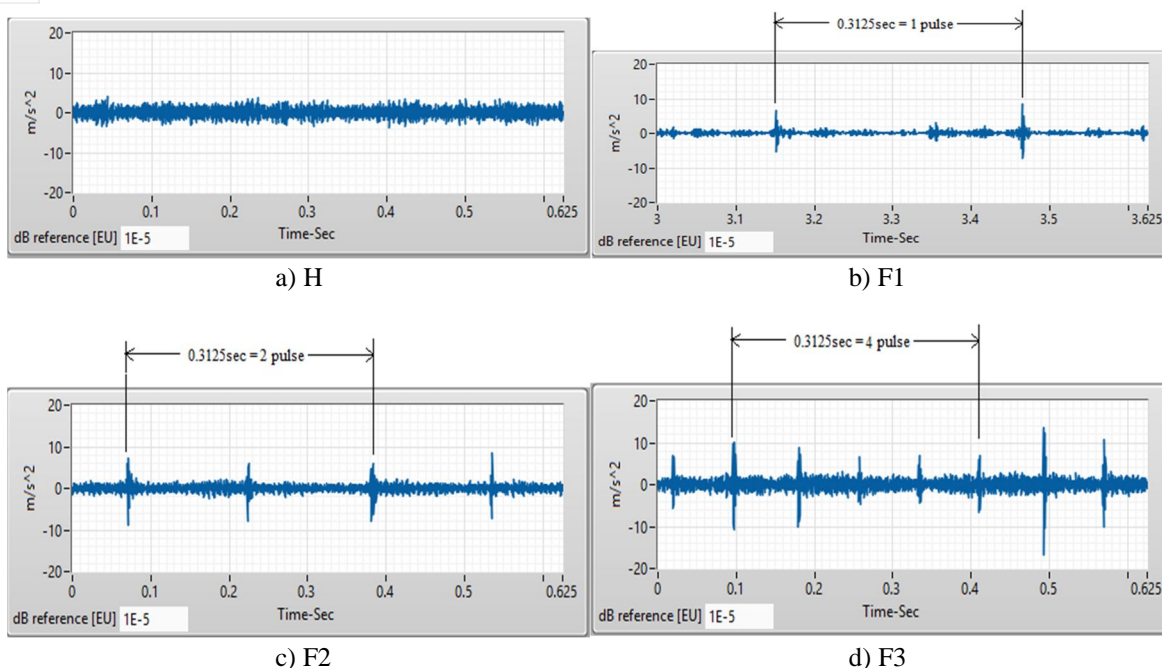 0.3125sec = 1 pulse
20
10
0
-10
-20
m/s^2
0 0.1 0.2 0.3 0.4 0.5 0.625
Time-Sec
dB reference [EU] 1E-5
a) H
20
10
0
-10
-20
m/s^2
3 3.1 3.2 3.3 3.4 3.5 3.625
Time-Sec
dB reference [EU] 1E-5
b) F1
0.3125sec = 2 pulse
20
10
0
-10
-20
m/s^2
0 0.1 0.2 0.3 0.4 0.5 0.625
Time-Sec
dB reference [EU] 1E-5
c) F2
0.3125sec = 4 pulse
20
10
0
-10
-20
m/s^2
0 0.1 0.2 0.3 0.4 0.5 0.625
Time-Sec
dB reference [EU] 1E-5
d) F3